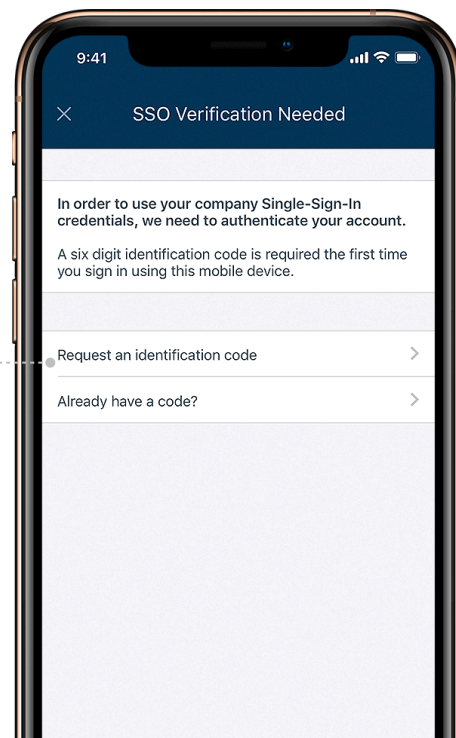 9:41
SSO Verification Needed
In order to use your company Single-Sign-In
credentials, we need to authenticate your account.
A six digit identification code is required the first time
you sign in using this mobile device.
Request an identification code
Already have a code?